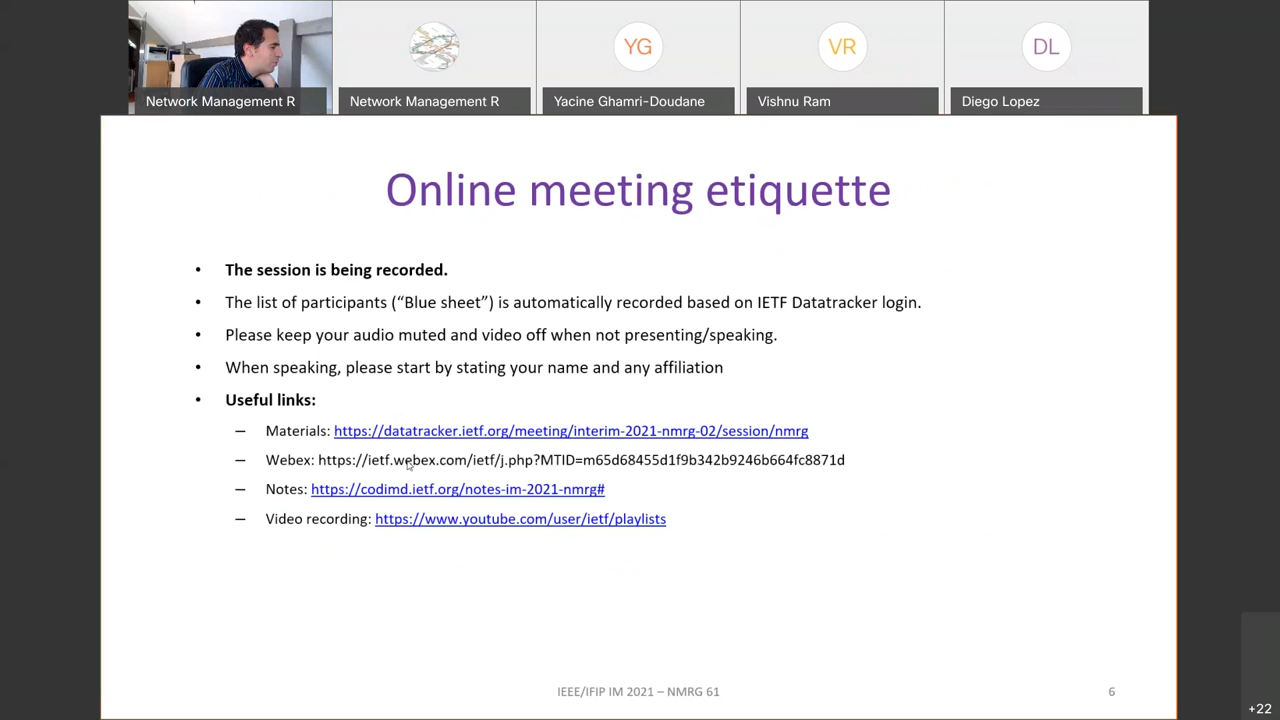 YG
VR
DL
Network Management R
Network Management R
Yacine Ghamri-Doudane
Vishnu Ram
Diego Lopez
Online meeting etiquette
• The session is being recorded.
• The list of participants (“Blue sheet”) is automatically recorded based on IETF Datatracker login.
• Please keep your audio muted and video off when not presenting/speaking.
• When speaking, please start by stating your name and any affiliation
• Useful links:
– Materials: https://datatracker.ietf.org/meeting/interim-2021-nmrg-02/session/nmrg
– Webex: https://ietf.webex.com/ietf/j.php?MTID=m65d68455d1f9b342b9246b664fc8871d
– Notes: https://codimd.ietf.org/notes-im-2021-nmrg#
– Video recording: https://www.youtube.com/user/ietf/playlists
IEEE/IFIP IM 2021 – NMRG 61
6
+22